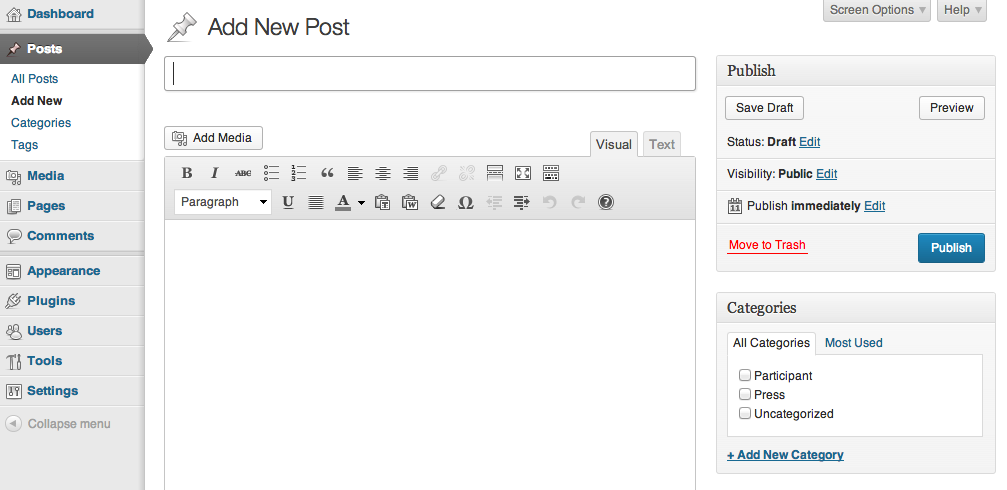 Dashboard
Posts
All Posts
Add New
Categories
Tags
Media
Pages
Comments
Appearance
Plugins
Users
Tools
Settings
Collapse menu
Screen Options
Help
Add New Post
Add Media
Visual
Text
B I ABC
Paragraph U A
Publish
Save Draft
Preview
Status: Draft Edit
Visibility: Public Edit
11 Publish immediately Edit
Move to Trash
Publish
Categories
All Categories
Most Used
Participant
Press
Uncategorized
+ Add New Category